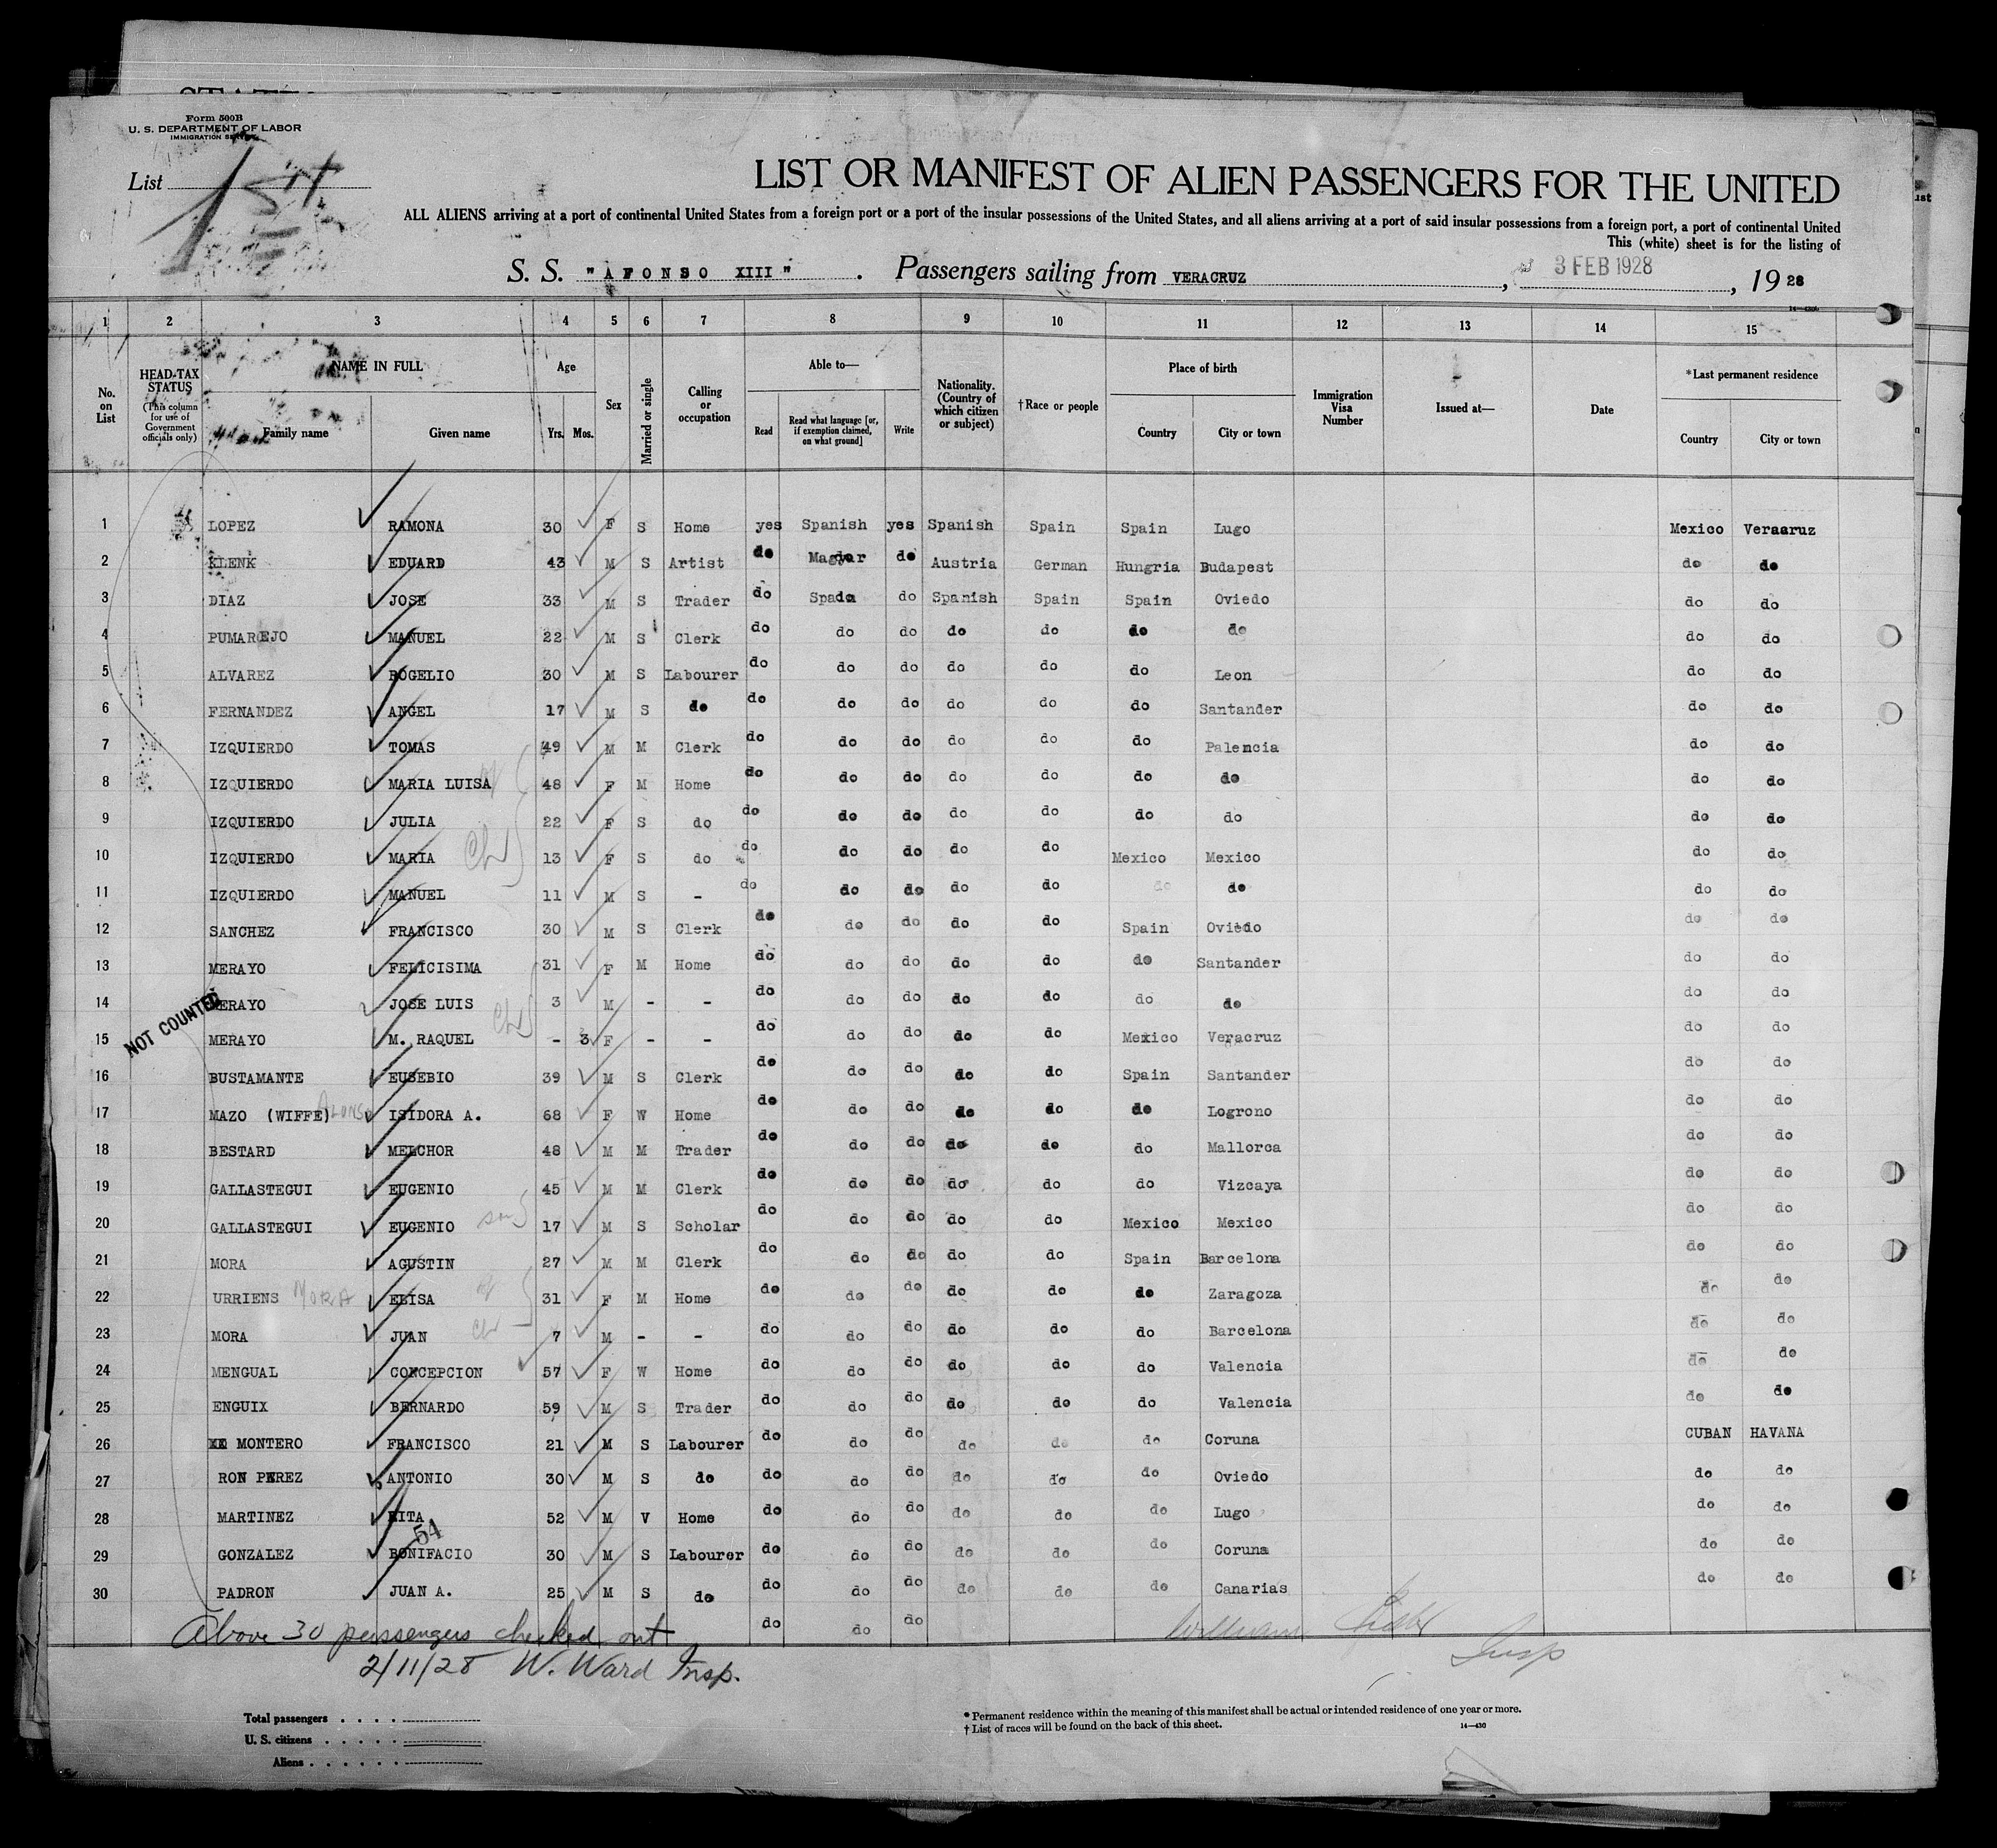 Form 500B
U. S. DEPARTMENT OF LABOR
IMMIGRATION SERVICE
List 1st
LIST OR MANIFEST OF ALIEN PASSENGERS FOR THE UNITED
ALL ALIENS arriving at a port of continental United States from a foreign port or a port of the insular possessions of the United States, and all aliens arriving at a port of said insular possessions from a foreign port, a port of continental United
This (white) sheet is for the listing of
S. S. "AFONSO XIII" . Passengers sailing from VERACRUZ , 3 FEB 1928 , 19 28
1 2 3 4 5 6 7 8 9 10 11 12 13 14 15
No. on List HEAD-TAX STATUS (This column for use of Government officials only) NAME IN FULL Family name Given name Age Yrs. Mos. Sex Married or single Calling or occupation Able to— Read Read what language [or, if exemption claimed, on what ground] Write Nationality. (Country of which citizen or subject) †Race or people Place of birth Country City or town Immigration Visa Number Issued at— Date *Last permanent residence Country City or town
1 LOPEZ RAMONA 30 F S Home yes Spanish yes Spanish Spain Spain Lugo Mexico Veraaruz
2 KLENK EDUARD 43 M S Artist do Magyar do Austria German Hungria Budapest do do
3 DIAZ JOSE 33 M S Trader do Spado do Spanish Spain Spain Oviedo do do
4 PUMAREJO MANUEL 22 M S Clerk do do do do do do do do do
5 ALVAREZ ROGELIO 30 M S Labourer do do do do do do Leon do do
6 FERNANDEZ ANGEL 17 M S do do do do do do do Santander do do
7 IZQUIERDO TOMAS 49 M M Clerk do do do do do do Palencia do do
8 IZQUIERDO MARIA LUISA 48 F M Home do do do do do do do do do
9 IZQUIERDO JULIA 22 F S do do do do do do do do do do
10 IZQUIERDO MARIA Ch 13 F S do do do do do do Mexico Mexico do do
11 IZQUIERDO MANUEL 11 M S - do do do do do do do do do
12 SANCHEZ FRANCISCO 30 M S Clerk do do do do do Spain Oviedo do do
13 MERAYO FELICISIMA 31 F M Home do do do do do do Santander do do
14 MERAYO JOSE LUIS 3 M - - do do do do do do do do do
NOT COUNTED
15 MERAYO M. RAQUEL Ch - 3 F - - do do do do do Mexico Veracruz do do
16 BUSTAMANTE EUSEBIO 39 M S Clerk do do do do do Spain Santander do do
17 MAZO (WIFFE) ALONSO ISIDORA A. 68 F W Home do do do do do do Logrono do do
18 BESTARD MELCHOR 48 M M Trader do do do do do do Mallorca do do
19 GALLASTEGUI EUGENIO 45 M M Clerk do do do do do do Vizcaya do do
20 GALLASTEGUI EUGENIO son 17 M S Scholar do do do do do Mexico Mexico do do
21 MORA AGUSTIN 27 M M Clerk do do do do do Spain Barcelona do do
22 URRIENS MORA ELISA 31 F M Home do do do do do do Zaragoza do do
23 MORA JUAN Ch 7 M - - do do do do do do Barcelona do do
24 MENGUAL CONCEPCION 57 F W Home do do do do do do Valencia do do
25 ENGUIX BERNARDO 59 M S Trader do do do do do do Valencia do do
26 MONTERO FRANCISCO 21 M S Labourer do do do do do do Coruna CUBAN HAVANA
27 RON PEREZ ANTONIO 30 M S do do do do do do do Oviedo do do
28 MARTINEZ RITA 52 M V Home do do do do do do Lugo do do
54
29 GONZALEZ BONIFACIO 30 M S Labourer do do do do do do Coruna do do
30 PADRON JUAN A. 25 M S do do do do do do do Canarias do do
do do do
Above 30 passengers checked out
2/11/28 W. Ward Insp.
Insp
Total passengers
U. S. citizens
Aliens
* Permanent residence within the meaning of this manifest shall be actual or intended residence of one year or more.
† List of races will be found on the back of this sheet.
14—430